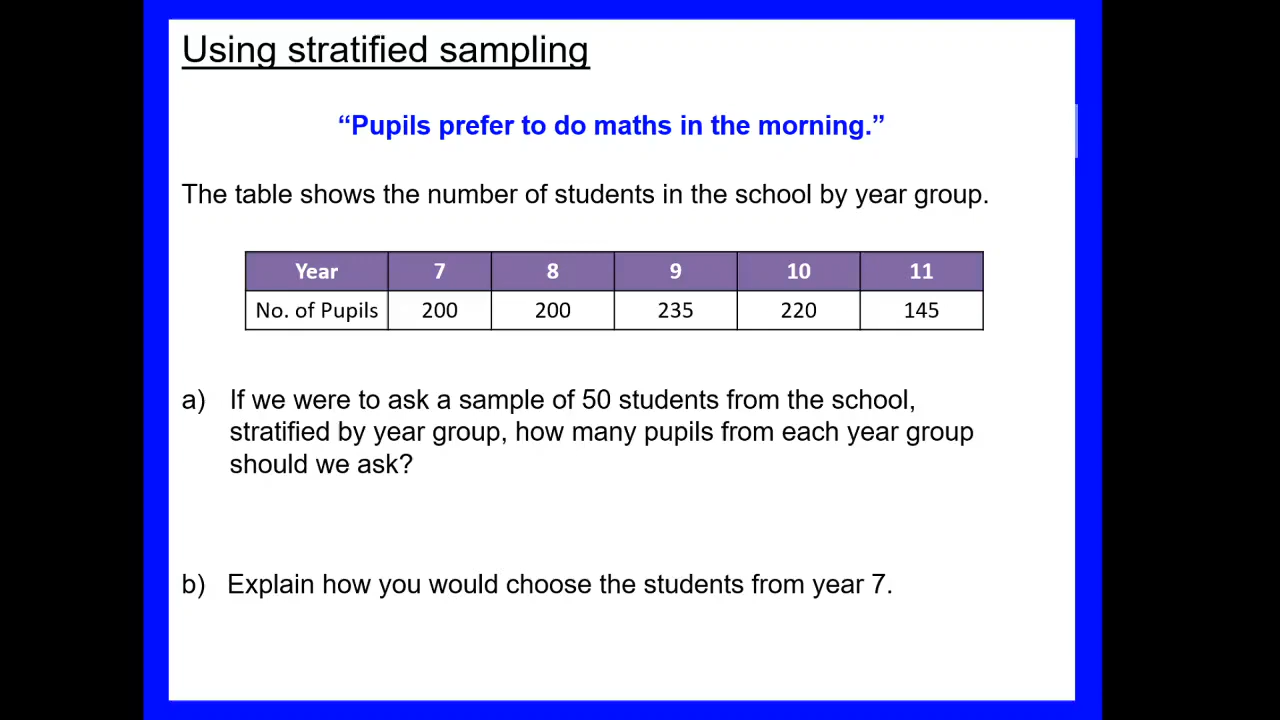 Using stratified sampling
“Pupils prefer to do maths in the morning.”
The table shows the number of students in the school by year group.
Year 7 8 9 10 11
No. of Pupils 200 200 235 220 145
a) If we were to ask a sample of 50 students from the school,
stratified by year group, how many pupils from each year group
should we ask?
b) Explain how you would choose the students from year 7.